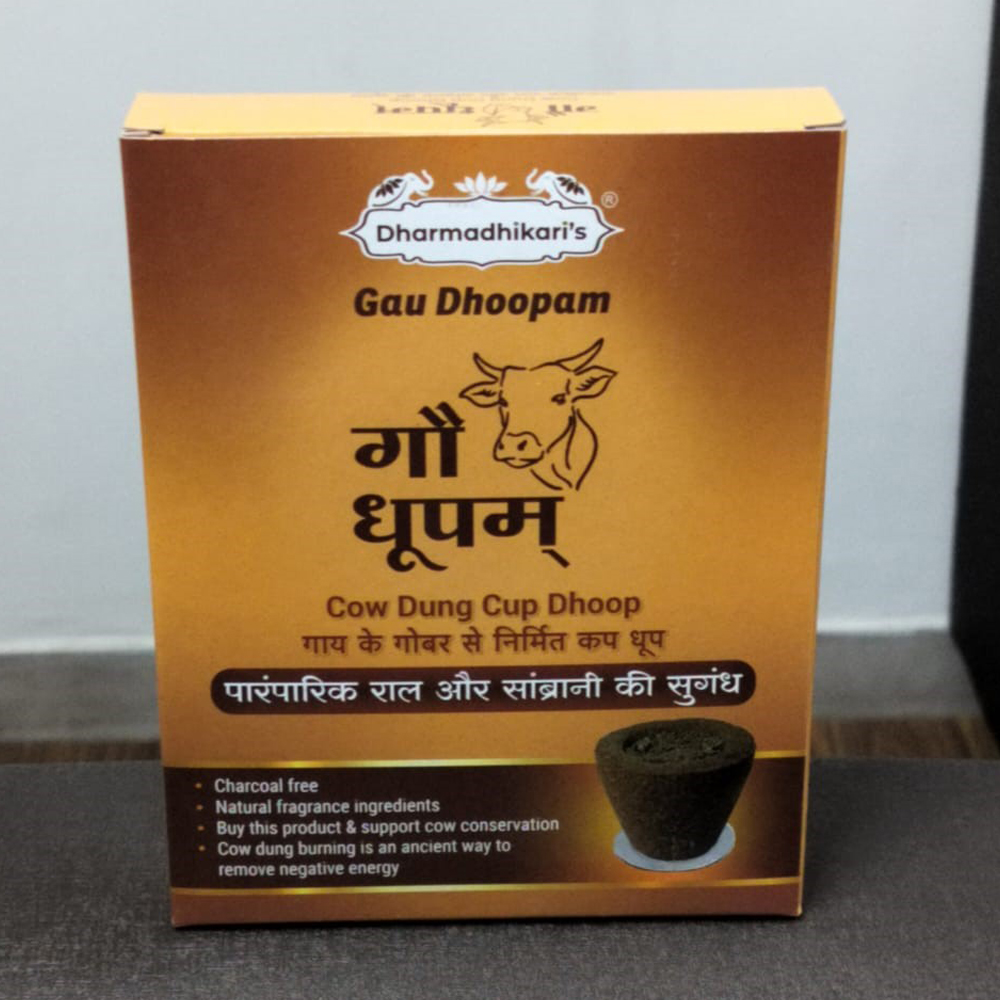 Dharmadhikari's
®
Gau Dhoopam
गौ
धूपम्
Cow Dung Cup Dhoop
गाय के गोबर से निर्मित कप धूप
पारंपारिक राल और सांब्रानी की सुगंध
• Charcoal free
• Natural fragrance ingredients
• Buy this product & support cow conservation
• Cow dung burning is an ancient way to
remove negative energy